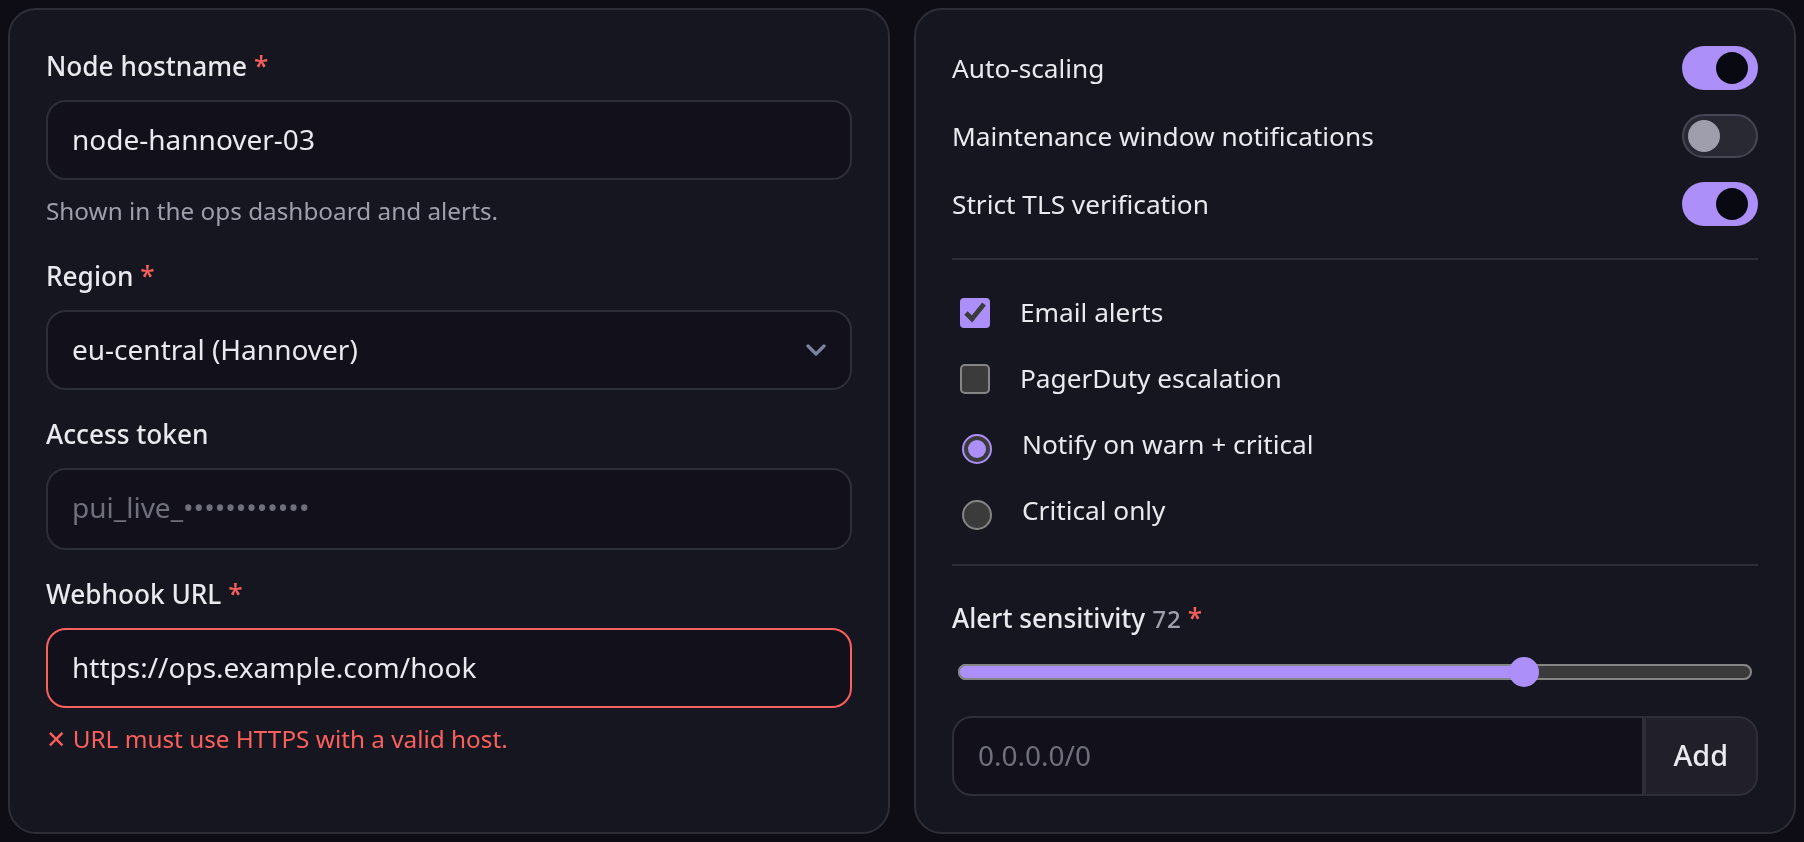 Node hostname *
node-hannover-03
Shown in the ops dashboard and alerts.
Region *
eu-central (Hannover)
Access token
pui_live_••••••••••••
Webhook URL *
https://ops.example.com/hook
✕ URL must use HTTPS with a valid host.
Auto-scaling
Maintenance window notifications
Strict TLS verification
Email alerts
PagerDuty escalation
Notify on warn + critical
Critical only
Alert sensitivity 72 *
0.0.0.0/0
Add